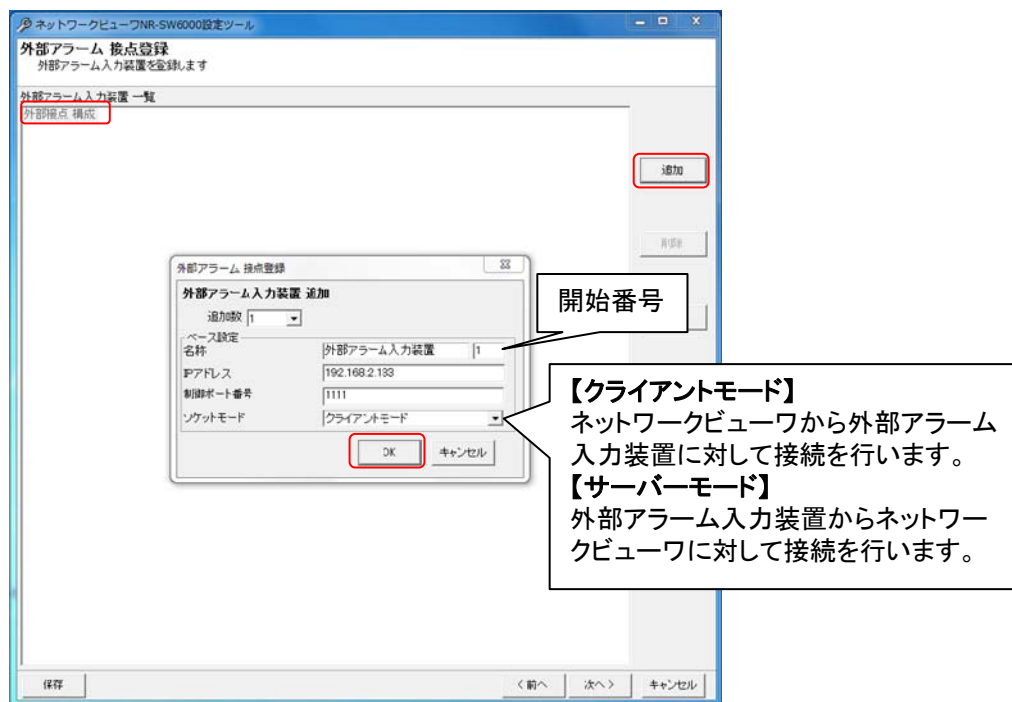 ネットワークビューワNR-SW6000設定ツール
外部アラーム 接点登録
外部アラーム入力装置を登録します
外部アラーム入力装置 一覧
外部接点 構成
追加
削除
外部アラーム 接点登録
外部アラーム入力装置 追加
追加数 1
ベース設定
名称 外部アラーム入力装置 1
IPアドレス 192.168.2.133
制御ポート番号 1111
ソケットモード クライアントモード
OK キャンセル
開始番号
【クライアントモード】
ネットワークビューワから外部アラーム
入力装置に対して接続を行います。
【サーバーモード】
外部アラーム入力装置からネットワー
クビューワに対して接続を行います。
保存 <前へ 次へ> キャンセル